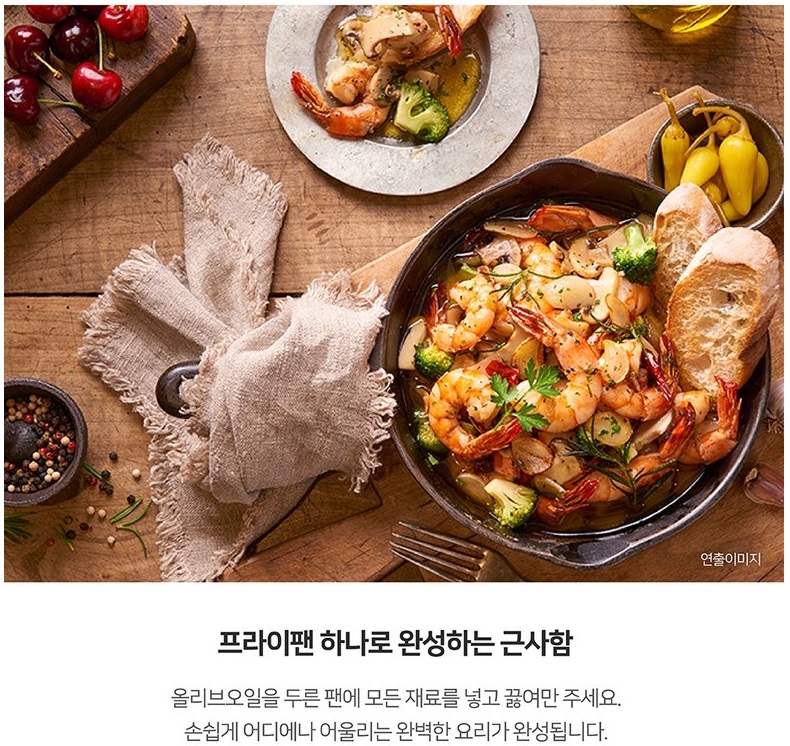 연출이미지
프라이팬 하나로 완성하는 근사함
올리브오일을 두른 팬에 모든 재료를 넣고 끓여만 주세요.
손쉽게 어디에나 어울리는 완벽한 요리가 완성됩니다.